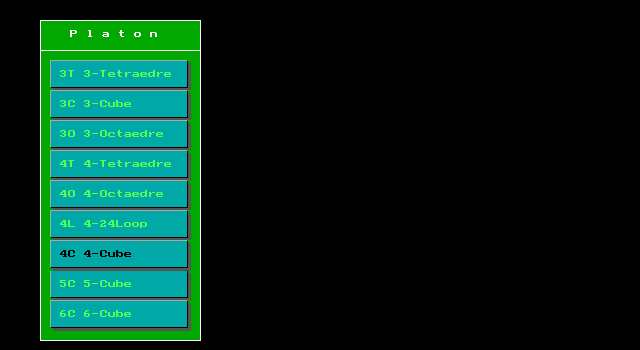 P l a t o n
3T 3-Tetraedre
3C 3-Cube
3O 3-Octaedre
4T 4-Tetraedre
4O 4-Octaedre
4L 4-24Loop
4C 4-Cube
5C 5-Cube
6C 6-Cube